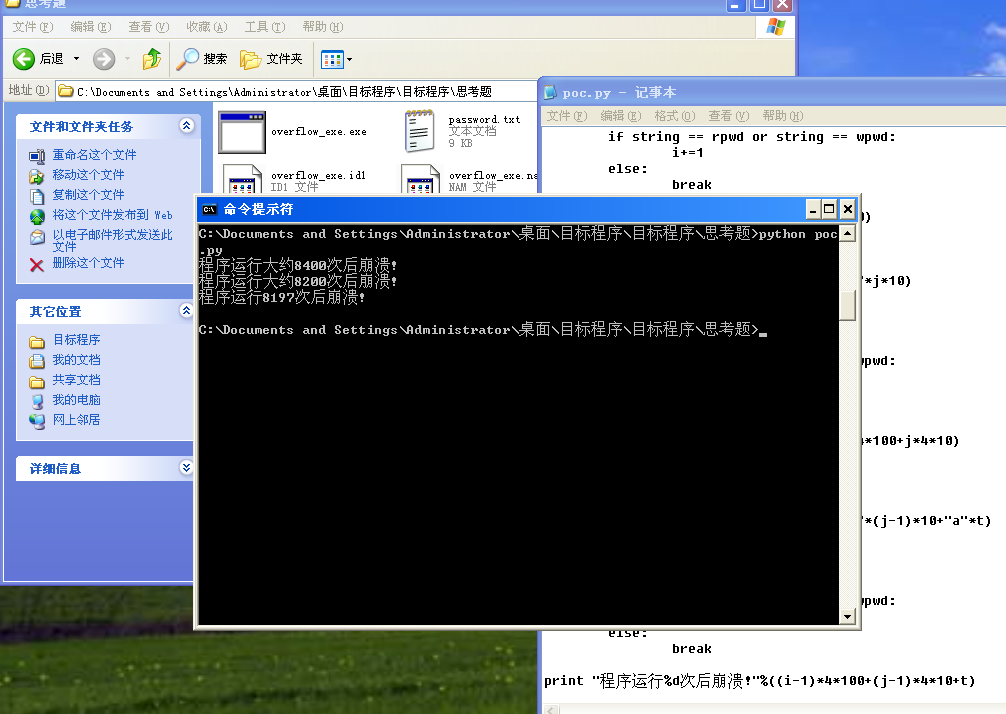 思考题
文件(F) 编辑(E) 查看(V) 收藏(A) 工具(T) 帮助(H)
后退 搜索 文件夹
地址(D) C:\Documents and Settings\Administrator\桌面\目标程序\目标程序\思考题
文件和文件夹任务
重命名这个文件
移动这个文件
复制这个文件
将这个文件发布到 Web
以电子邮件形式发送此
文件
删除这个文件
其它位置
目标程序
我的文档
共享文档
我的电脑
网上邻居
详细信息
overflow_exe.exe
password.txt
文本文档
9 KB
overflow_exe.id1
ID1 文件
overflow_exe.na
NAM 文件
poc.py - 记事本
文件(F) 编辑(E) 格式(O) 查看(V) 帮助(H)
if string == rpwd or string == wpwd:
i+=1
else:
break
)
*j*10)
wpwd:
*100+j*4*10)
*(j-1)*10+"a"*t)
wpwd:
else:
break
print "程序运行%d次后崩溃!"%((i-1)*4*100+(j-1)*4*10+t)
命令提示符
C:\Documents and Settings\Administrator\桌面\目标程序\目标程序\思考题>python poc
.py
程序运行大约8400次后崩溃!
程序运行大约8200次后崩溃!
程序运行8197次后崩溃!
C:\Documents and Settings\Administrator\桌面\目标程序\目标程序\思考题>